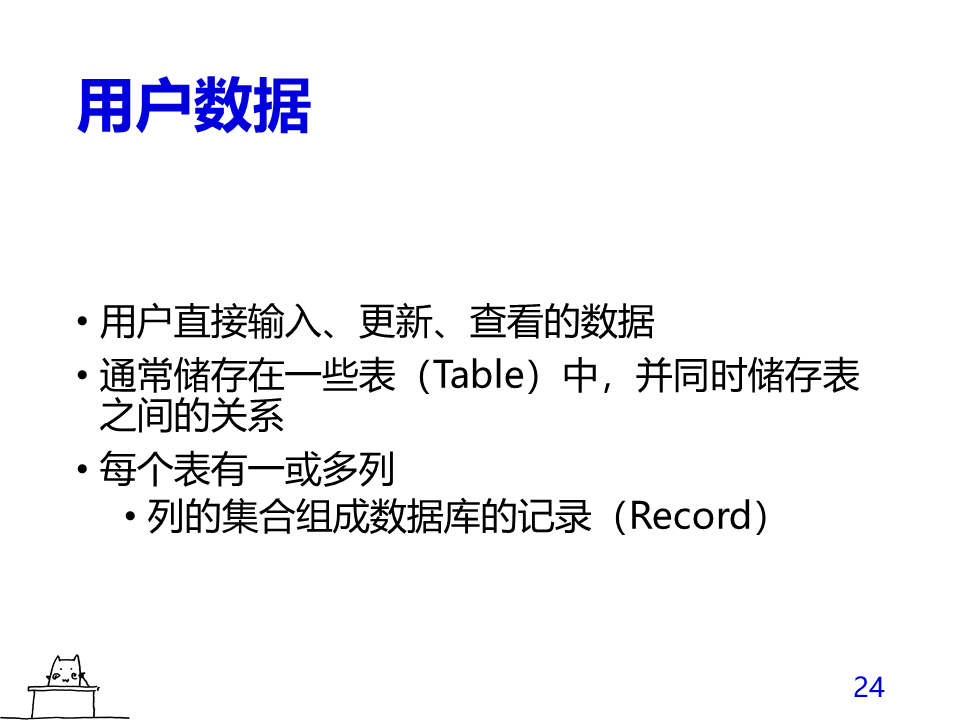 用户数据
• 用户直接输入、更新、查看的数据
• 通常储存在一些表（Table）中，并同时储存表
之间的关系
• 每个表有一或多列
• 列的集合组成数据库的记录（Record）
24